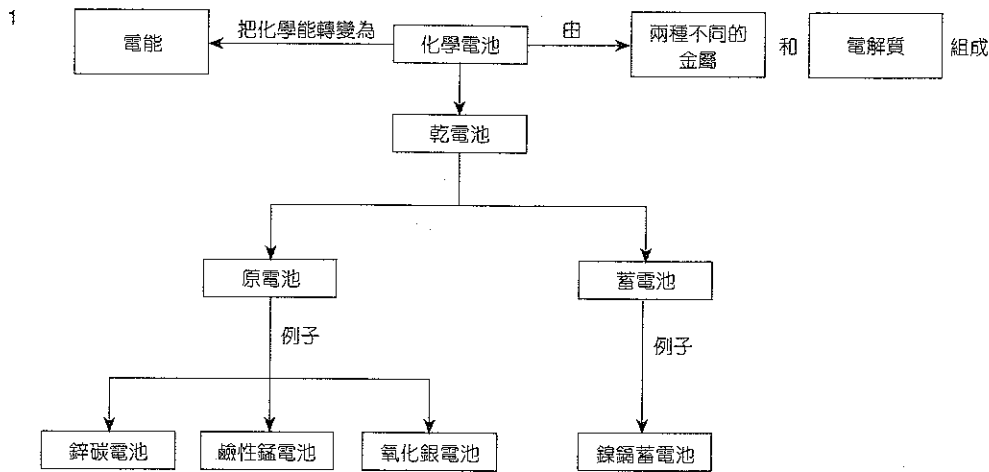 1
電能
把化學能轉變為
化學電池
由
兩種不同的
金屬
和
電解質
組成
乾電池
原電池
蓄電池
例子
例子
鋅碳電池
鹼性錳電池
氧化銀電池
鎳鎘蓄電池